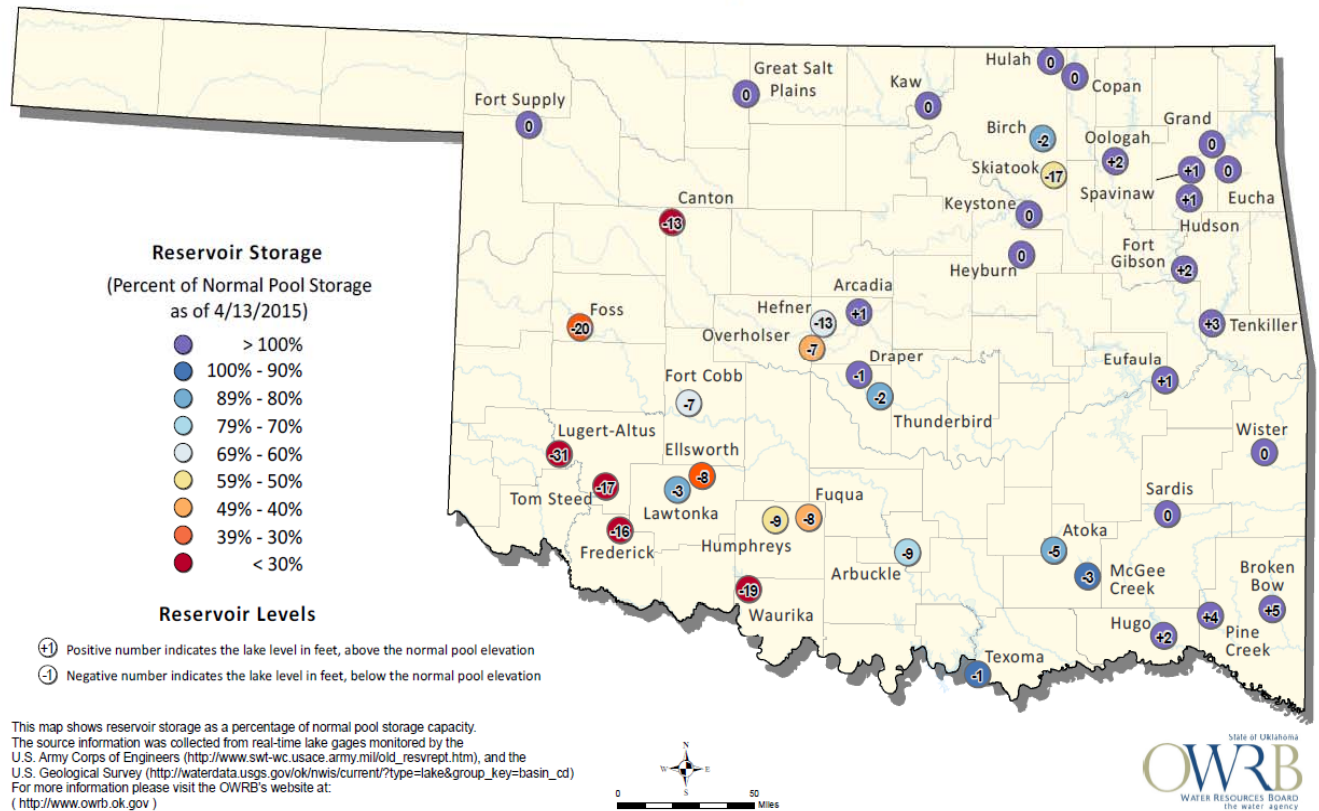 Hulah
0
0
Copan
Great Salt
Plains
0
Kaw
0
Fort Supply
0
Birch
-2
Oologah
+2
Grand
0
Skiatook
-17
Spavinaw
+1
0
Eucha
Canton
-13
Keystone
0
+1
Hudson
Heyburn
0
Fort
Gibson
+2
Reservoir Storage
(Percent of Normal Pool Storage
as of 4/13/2015)
> 100%
100% - 90%
89% - 80%
79% - 70%
69% - 60%
59% - 50%
49% - 40%
39% - 30%
< 30%
Foss
-20
Arcadia
+1
Hefner
-13
Overholser
-7
+3
Tenkiller
Draper
-1
Eufaula
+1
-2
Thunderbird
Fort Cobb
-7
Lugert-Altus
-31
Ellsworth
-8
Wister
0
Tom Steed
-17
-3
Lawtonka
Fuqua
-8
Sardis
0
-16
Frederick
-9
Humphreys
-9
Arbuckle
Atoka
-5
-3
McGee
Creek
Broken
Bow
+5
-19
Waurika
Hugo
+2
+4
Pine
Creek
Texoma
-1
Reservoir Levels
+1 Positive number indicates the lake level in feet, above the normal pool elevation
-1 Negative number indicates the lake level in feet, below the normal pool elevation
This map shows reservoir storage as a percentage of normal pool storage capacity.
The source information was collected from real-time lake gages monitored by the
U.S. Army Corps of Engineers (http://www.swt-wc.usace.army.mil/old_resvrept.htm), and the
U.S. Geological Survey (http://waterdata.usgs.gov/ok/nwis/current/?type=lake&group_key=basin_cd)
For more information please visit the OWRB's website at:
( http://www.owrb.ok.gov )
N
W E
S
0 50
Miles
State of Oklahoma
OWRB
WATER RESOURCES BOARD
the water agency